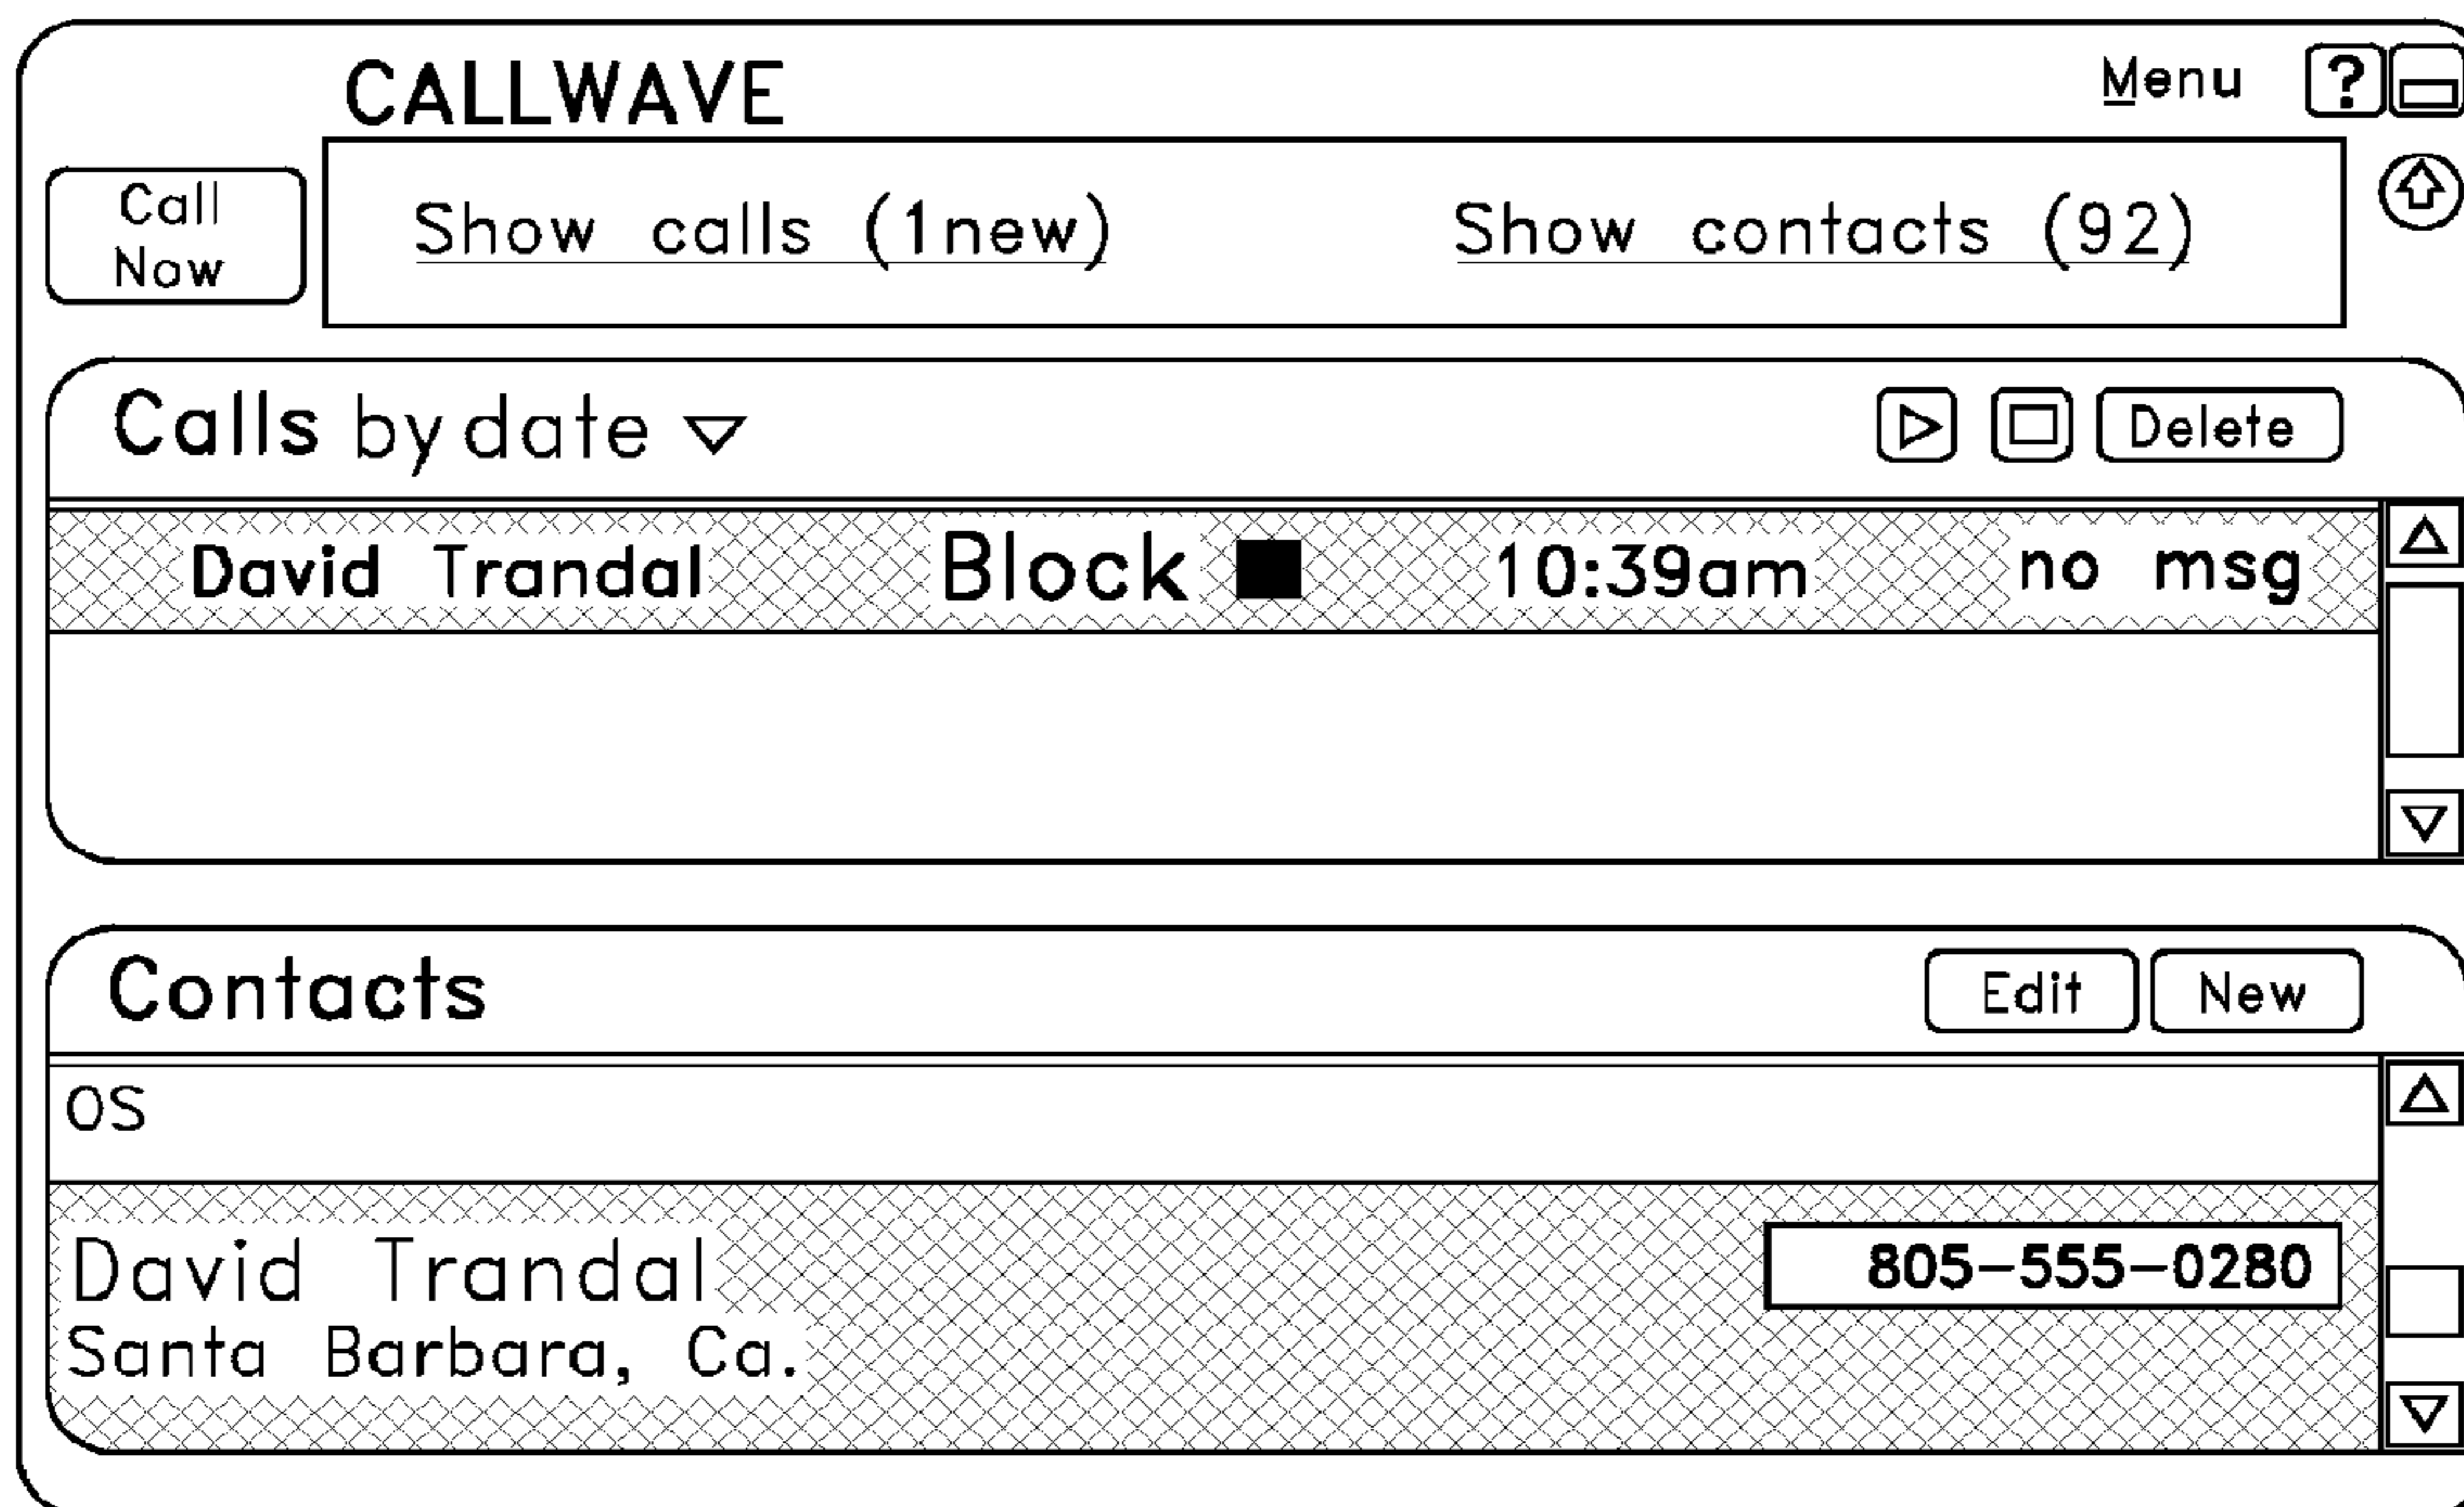 CALLWAVE Menu ?
Call
Now
Show calls (1new) Show contacts (92)
Calls by date Delete
David Trandal Block 10:39am no msg
Contacts Edit New
OS
David Trandal 805-555-0280
Santa Barbara, Ca.